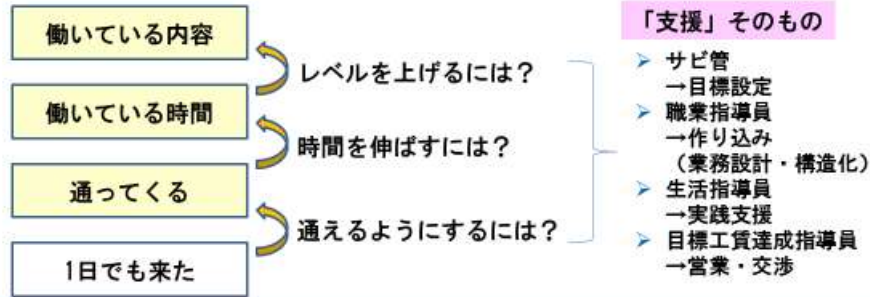 働いている内容
レベルを上げるには？
働いている時間
時間を伸ばすには？
通ってくる
通えるようにするには？
1日でも来た
「支援」そのもの
➢ サビ管
→目標設定
➢ 職業指導員
→作り込み
（業務設計・構造化）
➢ 生活指導員
→実践支援
➢ 目標工賃達成指導員
→営業・交渉